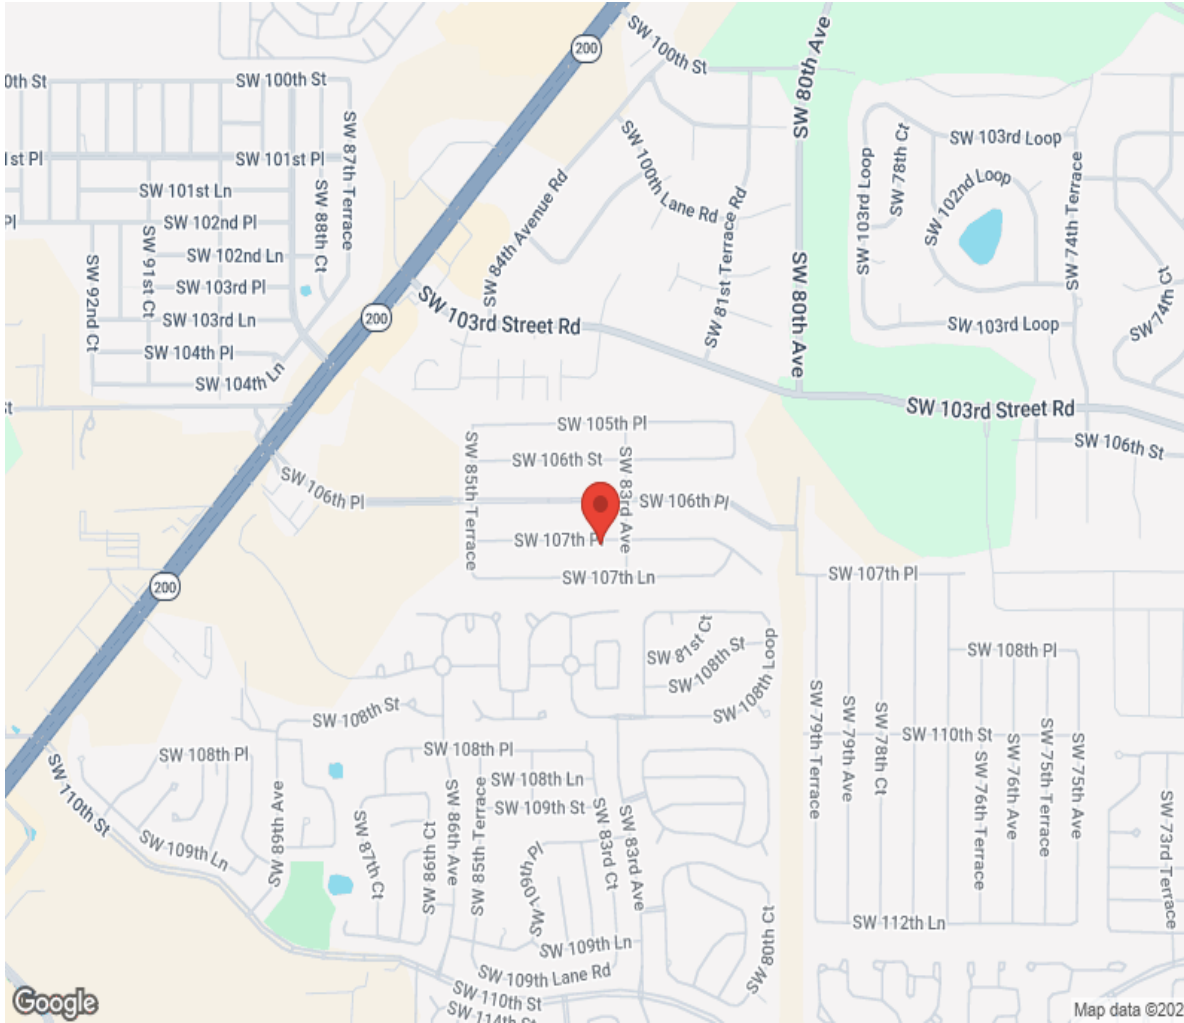 200
SW 100th St
SW 80th Ave
0th St
SW 100th St
SW 87th Terrace
SW 103rd Loop
SW 78th Ct
SW 100th Lane Rd
1st Pl
SW 101st Pl
SW 103rd Loop
SW 102nd Loop
SW 74th Terrace
SW 101st Ln
SW 88th Ct
SW 84th Avenue Rd
SW 81st Terrace Rd
Pl
SW 102nd Pl
SW 91st Ct
SW 92nd Ct
SW 102nd Ln
SW 80th Ave
SW 74th Ct
SW 103rd Pl
SW 103rd Street Rd
200
SW 103rd Ln
SW 103rd Loop
SW 104th Pl
SW 104th Ln
St
SW 103rd Street Rd
SW 105th Pl
SW 85th Terrace
SW 83rd Ave
SW 106th St
SW 106th St
SW 106th Pl
SW 106th Pl
SW 107th Pl
SW 107th Ln
SW 107th Pl
200
SW 81st Ct
SW 108th St
SW 108th Loop
SW 108th Loop
SW 108th Pl
SW 79th Terrace
SW 79th Ave
SW 78th Ct
SW 108th St
SW 110th St
SW 76th Terrace
SW 76th Ave
SW 75th Terrace
SW 75th Ave
SW 108th Pl
SW 108th Pl
SW 110th St
SW 89th Ave
SW 108th Ln
SW 86th Ave
SW 85th Terrace
SW 109th St
SW 83rd Ct
SW 83rd Ave
SW 73rd Terrace
SW 109th Ln
SW 87th Ct
SW 86th Ct
SW 109th Pl
SW 80th Ct
SW 112th Ln
SW 109th Ln
SW 109th Lane Rd
SW 110th St
SW 114th St
Google
Map data ©202